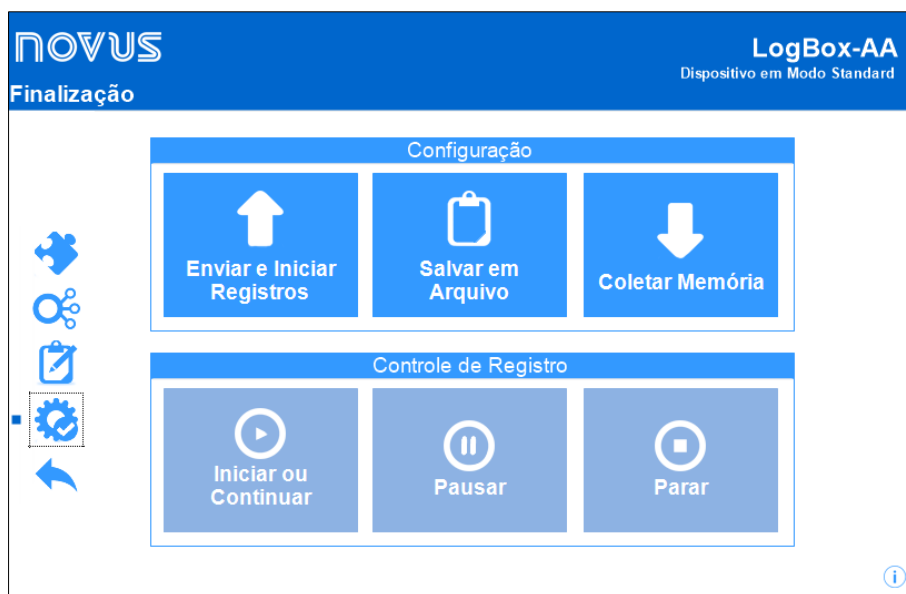 novus
LogBox-AA
Dispositivo em Modo Standard
Finalização
Configuração
Enviar e Iniciar
Registros
Salvar em
Arquivo
Coletar Memória
Controle de Registro
Iniciar ou
Continuar
Pausar
Parar
i